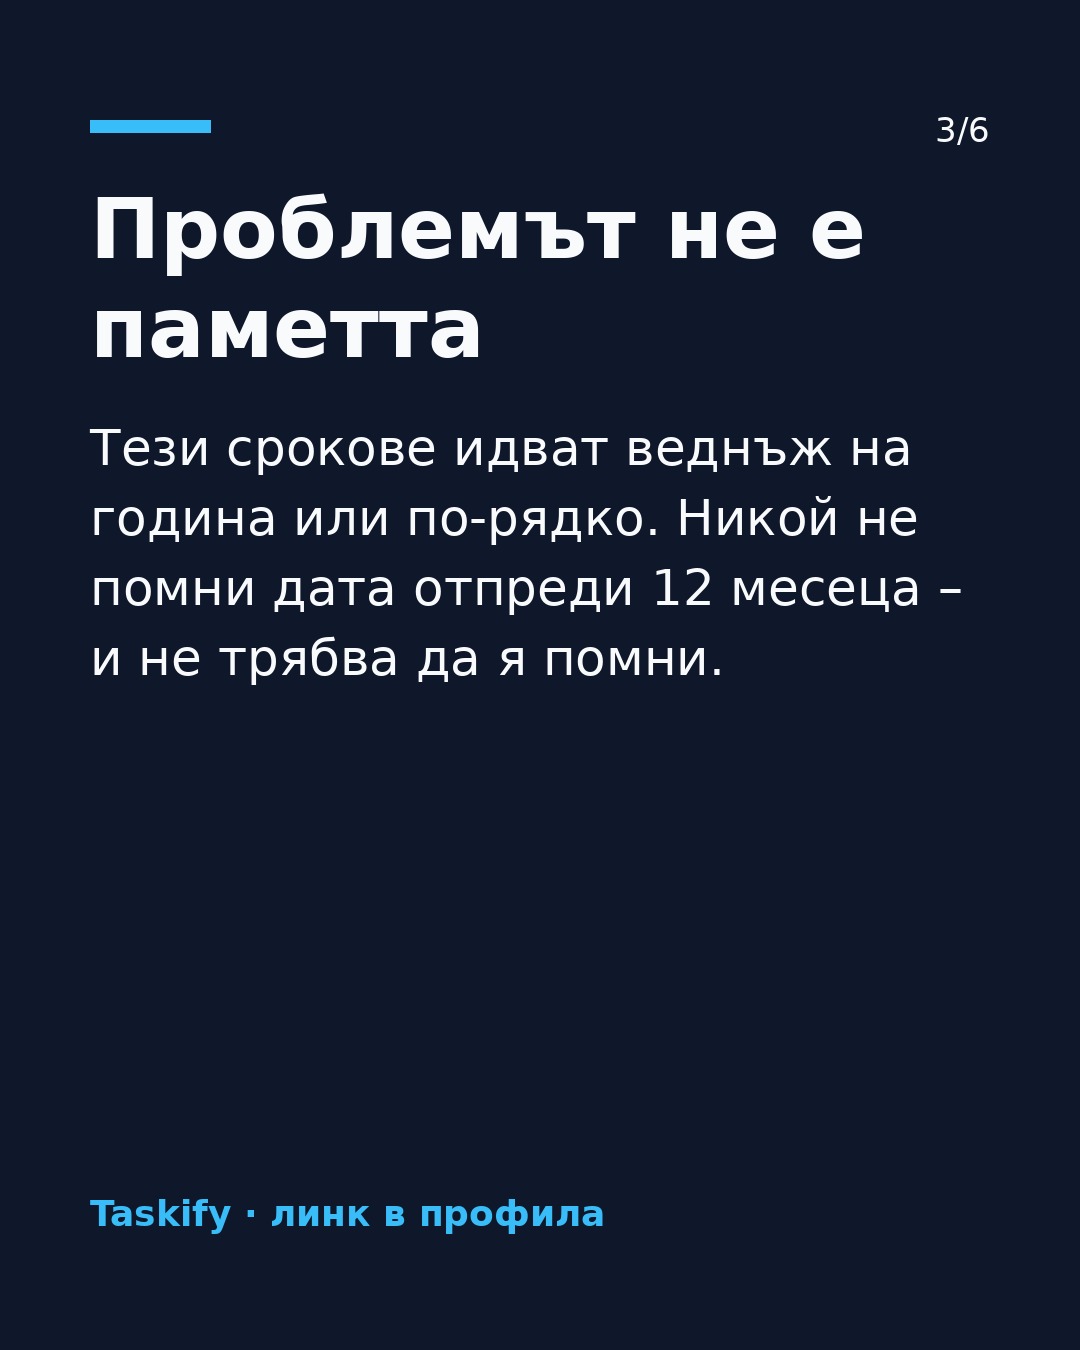 3/6
Проблемът не е
паметта
Тези срокове идват веднъж на
година или по-рядко. Никой не
помни дата отпреди 12 месеца –
и не трябва да я помни.
Taskify · линк в профила